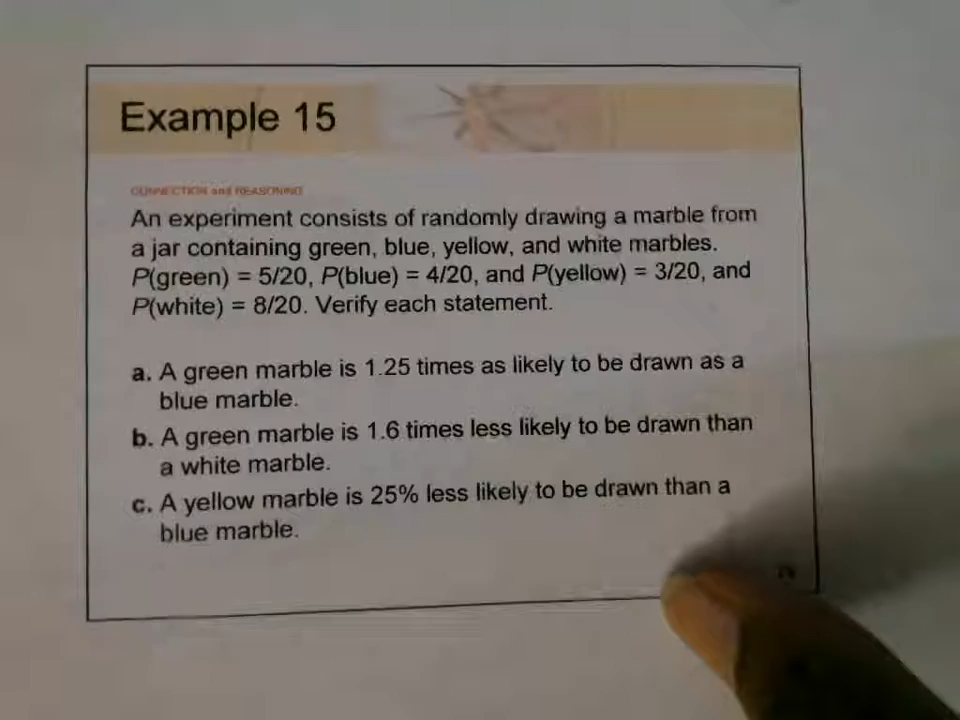 Example 15
CONNECTION and REASONING
An experiment consists of randomly drawing a marble from
a jar containing green, blue, yellow, and white marbles.
P(green) = 5/20, P(blue) = 4/20, and P(yellow) = 3/20, and
P(white) = 8/20. Verify each statement.
a. A green marble is 1.25 times as likely to be drawn as a
blue marble.
b. A green marble is 1.6 times less likely to be drawn than
a white marble.
c. A yellow marble is 25% less likely to be drawn than a
blue marble.